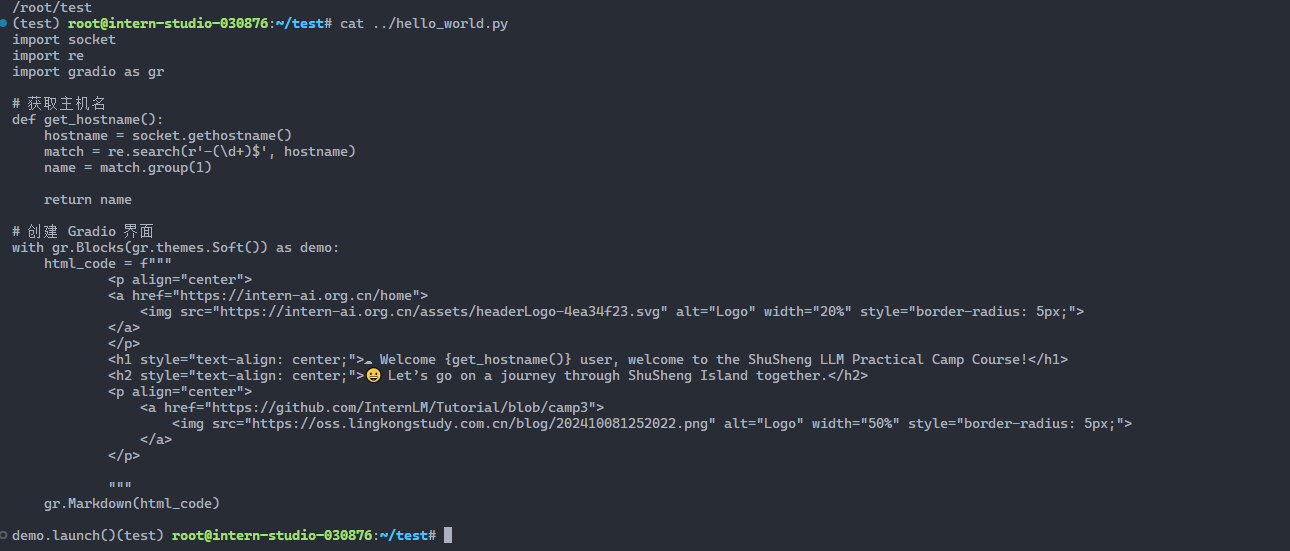 /root/test
(test) root@intern-studio-030876:~/test# cat ../hello_world.py
import socket
import re
import gradio as gr

# 获取主机名
def get_hostname():
    hostname = socket.gethostname()
    match = re.search(r'-(\d+)$', hostname)
    name = match.group(1)

    return name

# 创建 Gradio 界面
with gr.Blocks(gr.themes.Soft()) as demo:
    html_code = f"""
            <p align="center">
            <a href="https://intern-ai.org.cn/home">
                <img src="https://intern-ai.org.cn/assets/headerLogo-4ea34f23.svg" alt="Logo" width="20%" style="border-radius: 5px;">
            </a>
            </p>
            <h1 style="text-align: center;">☁️ Welcome {get_hostname()} user, welcome to the ShuSheng LLM Practical Camp Course!</h1>
            <h2 style="text-align: center;">😀 Let’s go on a journey through ShuSheng Island together.</h2>
            <p align="center">
                <a href="https://github.com/InternLM/Tutorial/blob/camp3">
                    <img src="https://oss.lingkongstudy.com.cn/blog/202410081252022.png" alt="Logo" width="50%" style="border-radius: 5px;">
                </a>
            </p>

            """
    gr.Markdown(html_code)

demo.launch()(test) root@intern-studio-030876:~/test#